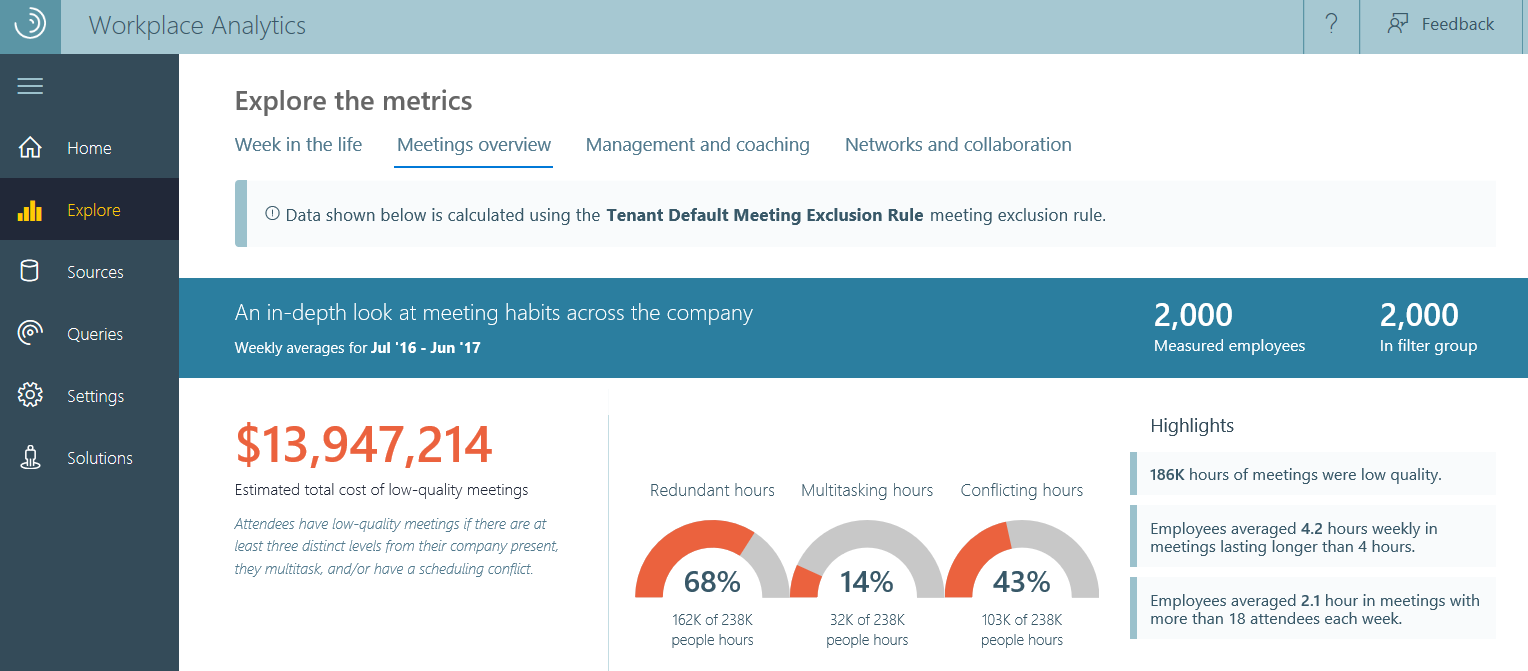 Workplace Analytics
?
Feedback
Home
Explore
Sources
Queries
Settings
Solutions
Explore the metrics
Week in the life
Meetings overview
Management and coaching
Networks and collaboration
Data shown below is calculated using the Tenant Default Meeting Exclusion Rule meeting exclusion rule.
An in-depth look at meeting habits across the company
Weekly averages for Jul '16 - Jun '17
2,000
Measured employees
2,000
In filter group
$13,947,214
Estimated total cost of low-quality meetings
Attendees have low-quality meetings if there are at
least three distinct levels from their company present,
they multitask, and/or have a scheduling conflict.
Redundant hours
68%
162K of 238K
people hours
Multitasking hours
14%
32K of 238K
people hours
Conflicting hours
43%
103K of 238K
people hours
Highlights
186K hours of meetings were low quality.
Employees averaged 4.2 hours weekly in
meetings lasting longer than 4 hours.
Employees averaged 2.1 hour in meetings with
more than 18 attendees each week.